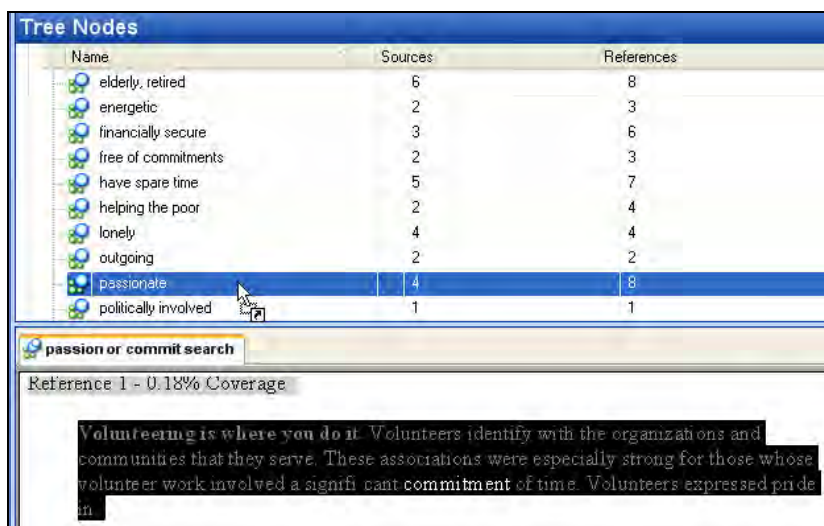 Tree Nodes
Name Sources References
elderly, retired 6 8
energetic 2 3
financially secure 3 6
free of commitments 2 3
have spare time 5 7
helping the poor 2 4
lonely 4 4
outgoing 2 2
passionate 4 8
politically involved 1 1
passion or commit search
Reference 1 - 0.18% Coverage
Volunteering is where you do it. Volunteers identify with the organizations and
communities that they serve. These associations were especially strong for those whose
volunteer work involved a signifi cant commitment of time. Volunteers expressed pride
in